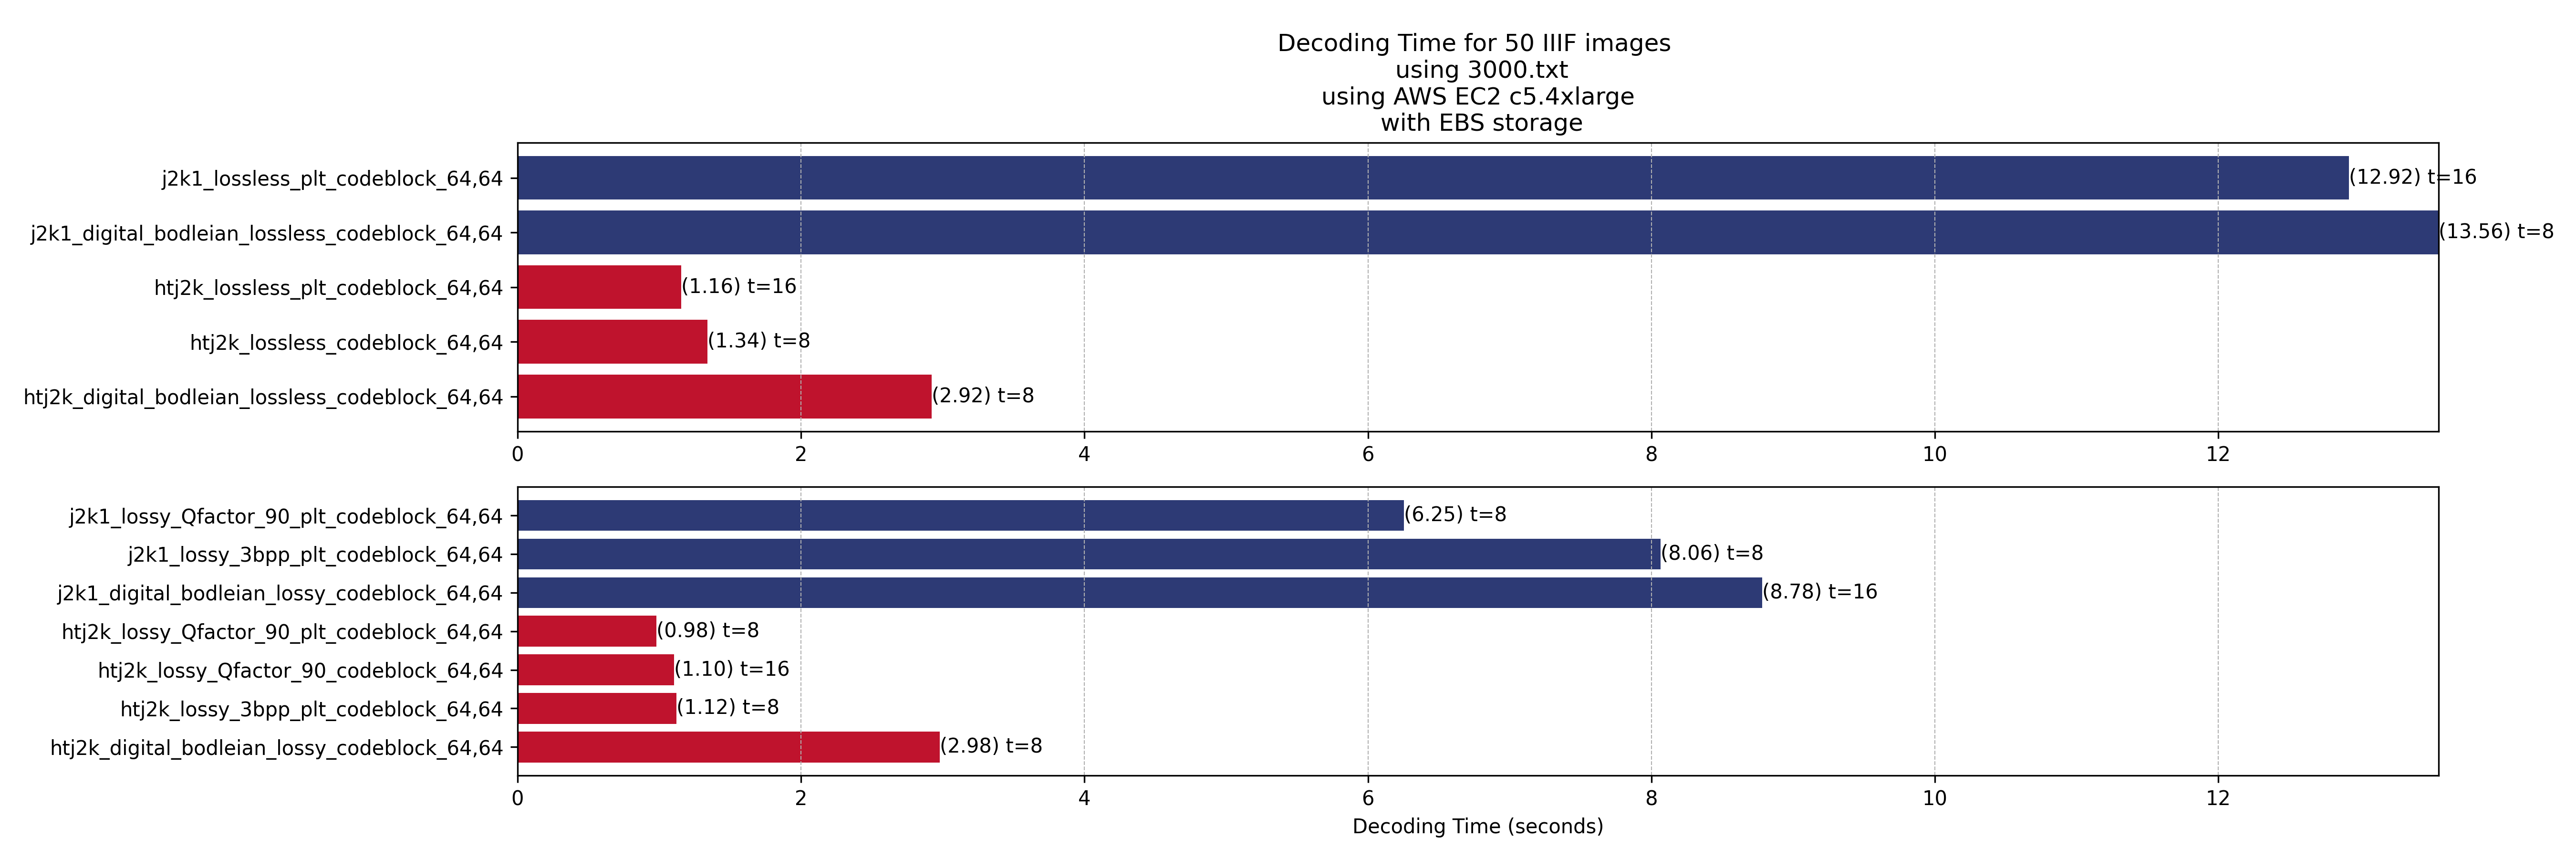 Decoding Time for 50 IIIF images
using 3000.txt
using AWS EC2 c5.4xlarge
with EBS storage
j2k1_lossless_plt_codeblock_64,64 (12.92) t=16
j2k1_digital_bodleian_lossless_codeblock_64,64 (13.56) t=8
htj2k_lossless_plt_codeblock_64,64 (1.16) t=16
htj2k_lossless_codeblock_64,64 (1.34) t=8
htj2k_digital_bodleian_lossless_codeblock_64,64 (2.92) t=8
0 2 4 6 8 10 12
j2k1_lossy_Qfactor_90_plt_codeblock_64,64 (6.25) t=8
j2k1_lossy_3bpp_plt_codeblock_64,64 (8.06) t=8
j2k1_digital_bodleian_lossy_codeblock_64,64 (8.78) t=16
htj2k_lossy_Qfactor_90_plt_codeblock_64,64 (0.98) t=8
htj2k_lossy_Qfactor_90_codeblock_64,64 (1.10) t=16
htj2k_lossy_3bpp_plt_codeblock_64,64 (1.12) t=8
htj2k_digital_bodleian_lossy_codeblock_64,64 (2.98) t=8
0 2 4 6 8 10 12
Decoding Time (seconds)